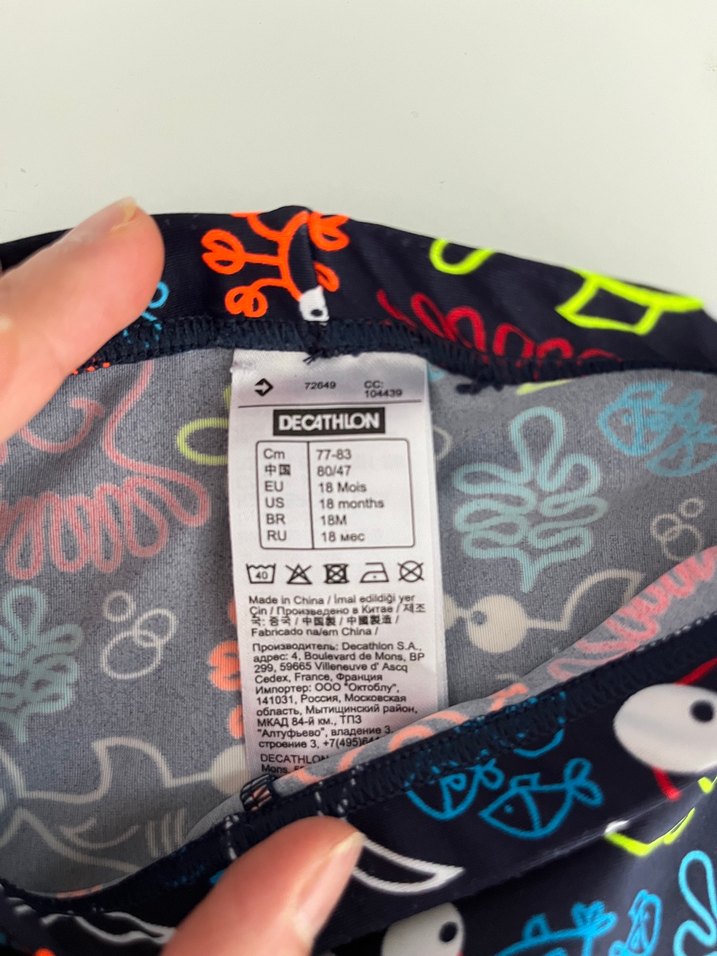 72649
CC:
104439
DECATHLON
Cm 77-83
中国 80/47
EU 18 Mois
US 18 months
BR 18M
RU 18 мес
40
Made in China / İmal edildiği yer
Çin / Произведено в Китае / 제조
국: 중국 / 中国製 / 中國製造 /
Fabricado na/em China /
Производитель: Decathlon S.A.,
адрес: 4, Boulevard de Mons, BP
299, 59665 Villeneuve d' Ascq
Cedex, France, Франция
Импортер: ООО "Октоблу",
141031, Россия, Московская
область, Мытищинский район,
МКАД 84-й км., ТПЗ
"Алтуфьево", владение 3,
строение 3, +7(495)64
DECATHLON
Mons,